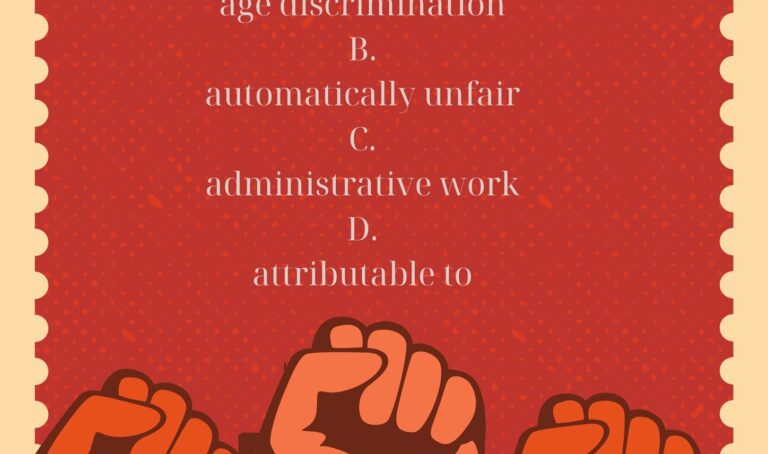 age discrimination
B.
automatically unfair
C.
administrative work
D.
attributable to